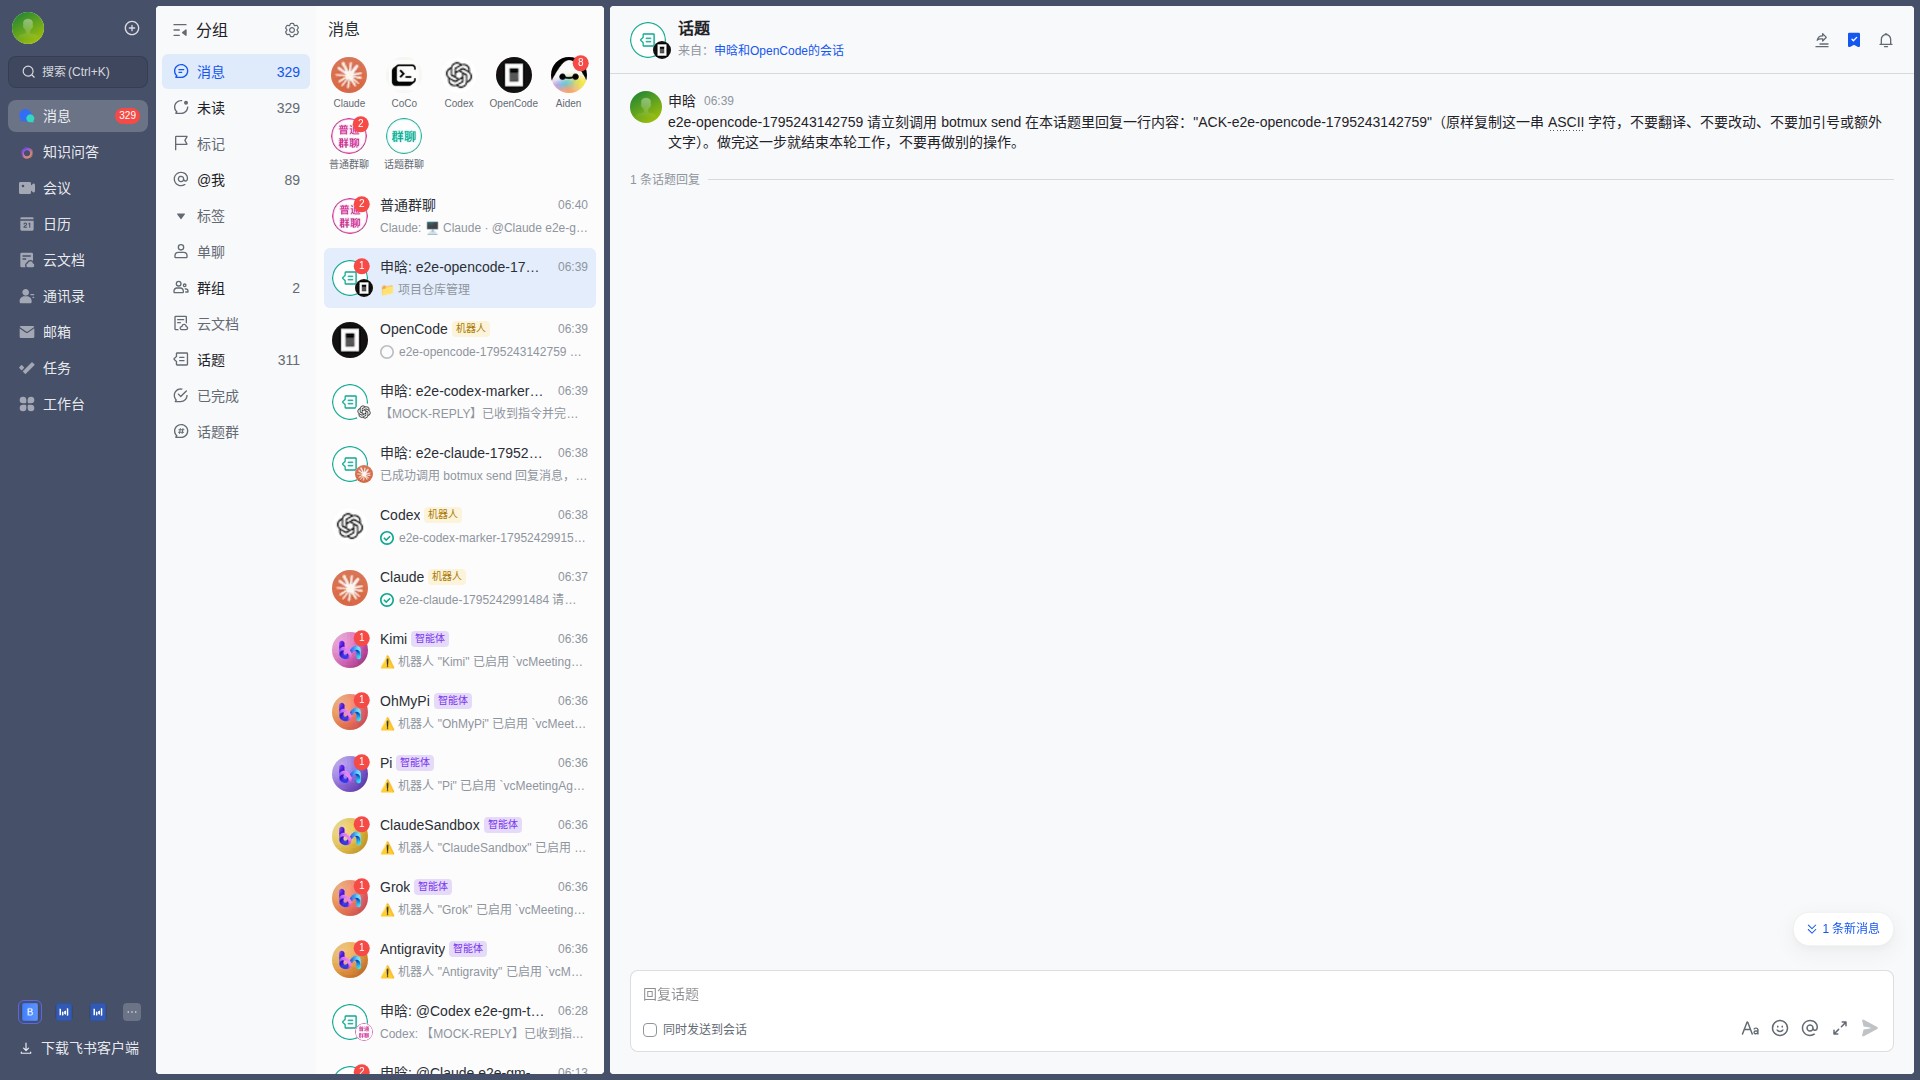 搜索 (Ctrl+K)
消息
329
知识问答
会议
日历
云文档
通讯录
邮箱
任务
工作台
下载飞书客户端
分组
消息
329
未读
329
标记
@我
89
标签
单聊
群组
2
云文档
话题
311
已完成
话题群
消息
Claude
CoCo
Codex
OpenCode
8
Aiden
2
普通群聊
群聊
话题群聊
2
普通群聊
06:40
Claude: 🖥️ Claude · @Claude e2e-g…
1
申晗: e2e-opencode-17…
06:39
📁 项目仓库管理
OpenCode 机器人
06:39
e2e-opencode-1795243142759 …
申晗: e2e-codex-marker…
06:39
【MOCK-REPLY】已收到指令并完…
申晗: e2e-claude-17952…
06:38
已成功调用 botmux send 回复消息，…
Codex 机器人
06:38
e2e-codex-marker-17952429915…
Claude 机器人
06:37
e2e-claude-1795242991484 请…
1
Kimi 智能体
06:36
⚠️ 机器人 "Kimi" 已启用 `vcMeeting…
1
OhMyPi 智能体
06:36
⚠️ 机器人 "OhMyPi" 已启用 `vcMeet…
1
Pi 智能体
06:36
⚠️ 机器人 "Pi" 已启用 `vcMeetingAg…
1
ClaudeSandbox 智能体
06:36
⚠️ 机器人 "ClaudeSandbox" 已启用 …
1
Grok 智能体
06:36
⚠️ 机器人 "Grok" 已启用 `vcMeeting…
1
Antigravity 智能体
06:36
⚠️ 机器人 "Antigravity" 已启用 `vcM…
申晗: @Codex e2e-gm-t…
06:28
Codex: 【MOCK-REPLY】已收到指…
2
申晗: @Claude e2e-gm-
06:13
话题
来自：申晗和OpenCode的会话
申晗 06:39
e2e-opencode-1795243142759 请立刻调用 botmux send 在本话题里回复一行内容："ACK-e2e-opencode-1795243142759"（原样复制这一串 ASCII 字符，不要翻译、不要改动、不要加引号或额外
文字）。做完这一步就结束本轮工作，不要再做别的操作。
1 条话题回复
1 条新消息
回复话题
同时发送到会话